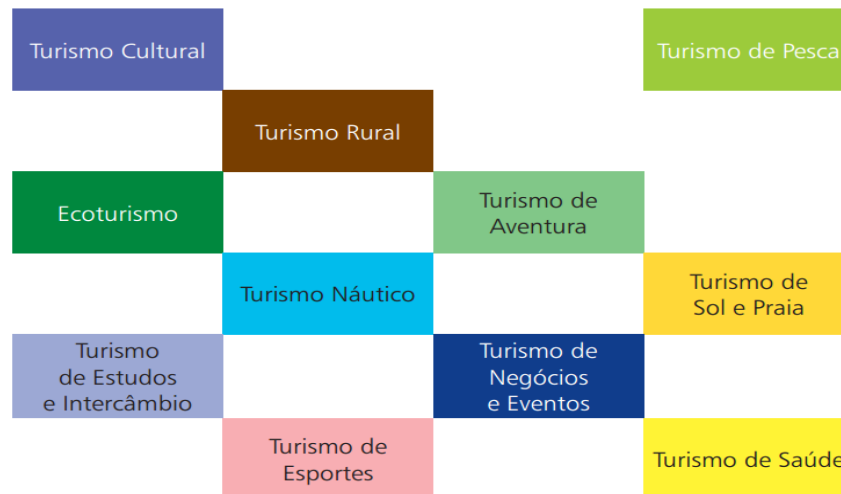 Turismo Cultural
Turismo de Pesca
Turismo Rural
Ecoturismo
Turismo de
Aventura
Turismo Náutico
Turismo de
Sol e Praia
Turismo
de Estudos
e Intercâmbio
Turismo de
Negócios
e Eventos
Turismo de
Esportes
Turismo de Saúde